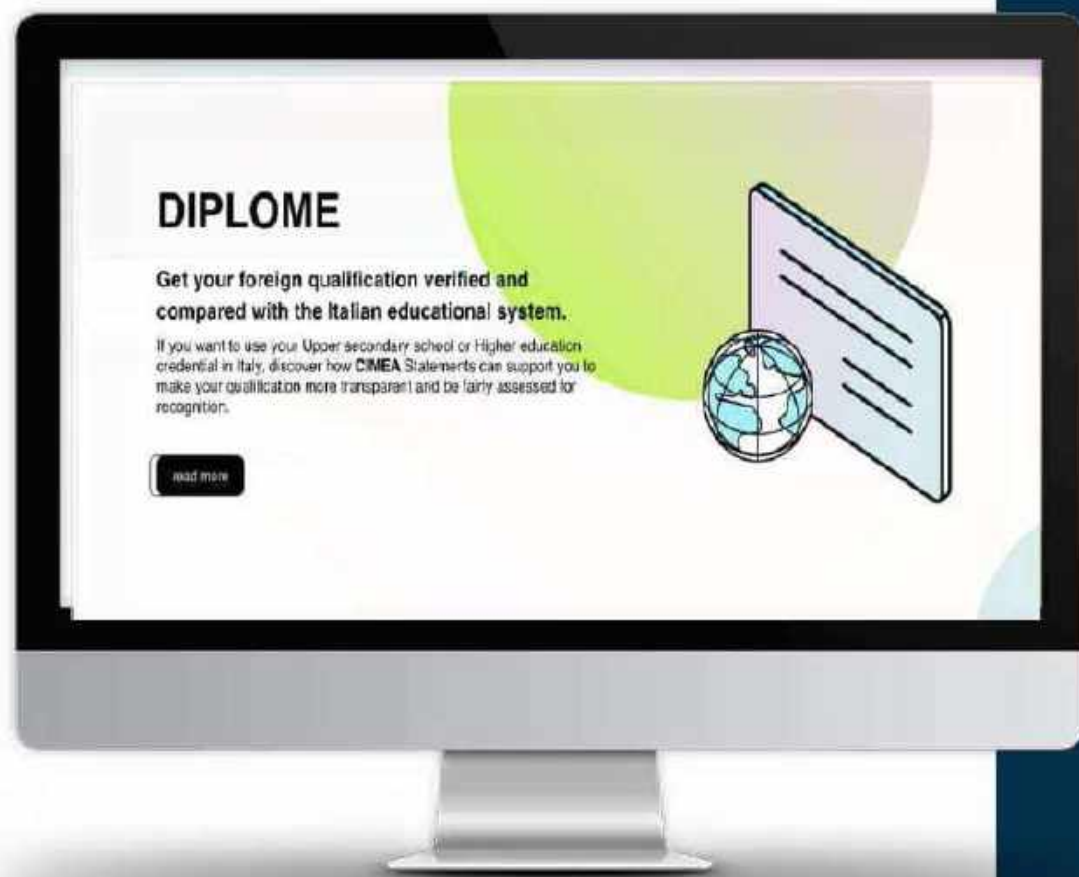 DIPLOME
Get your foreign qualification verified and
compared with the Italian educational system.
If you want to use your Upper secondary school or Higher education
credential in Italy, discover how CIMEA Statements can support you to
make your qualification more transparent and be fairly assessed for
recognition.
read more